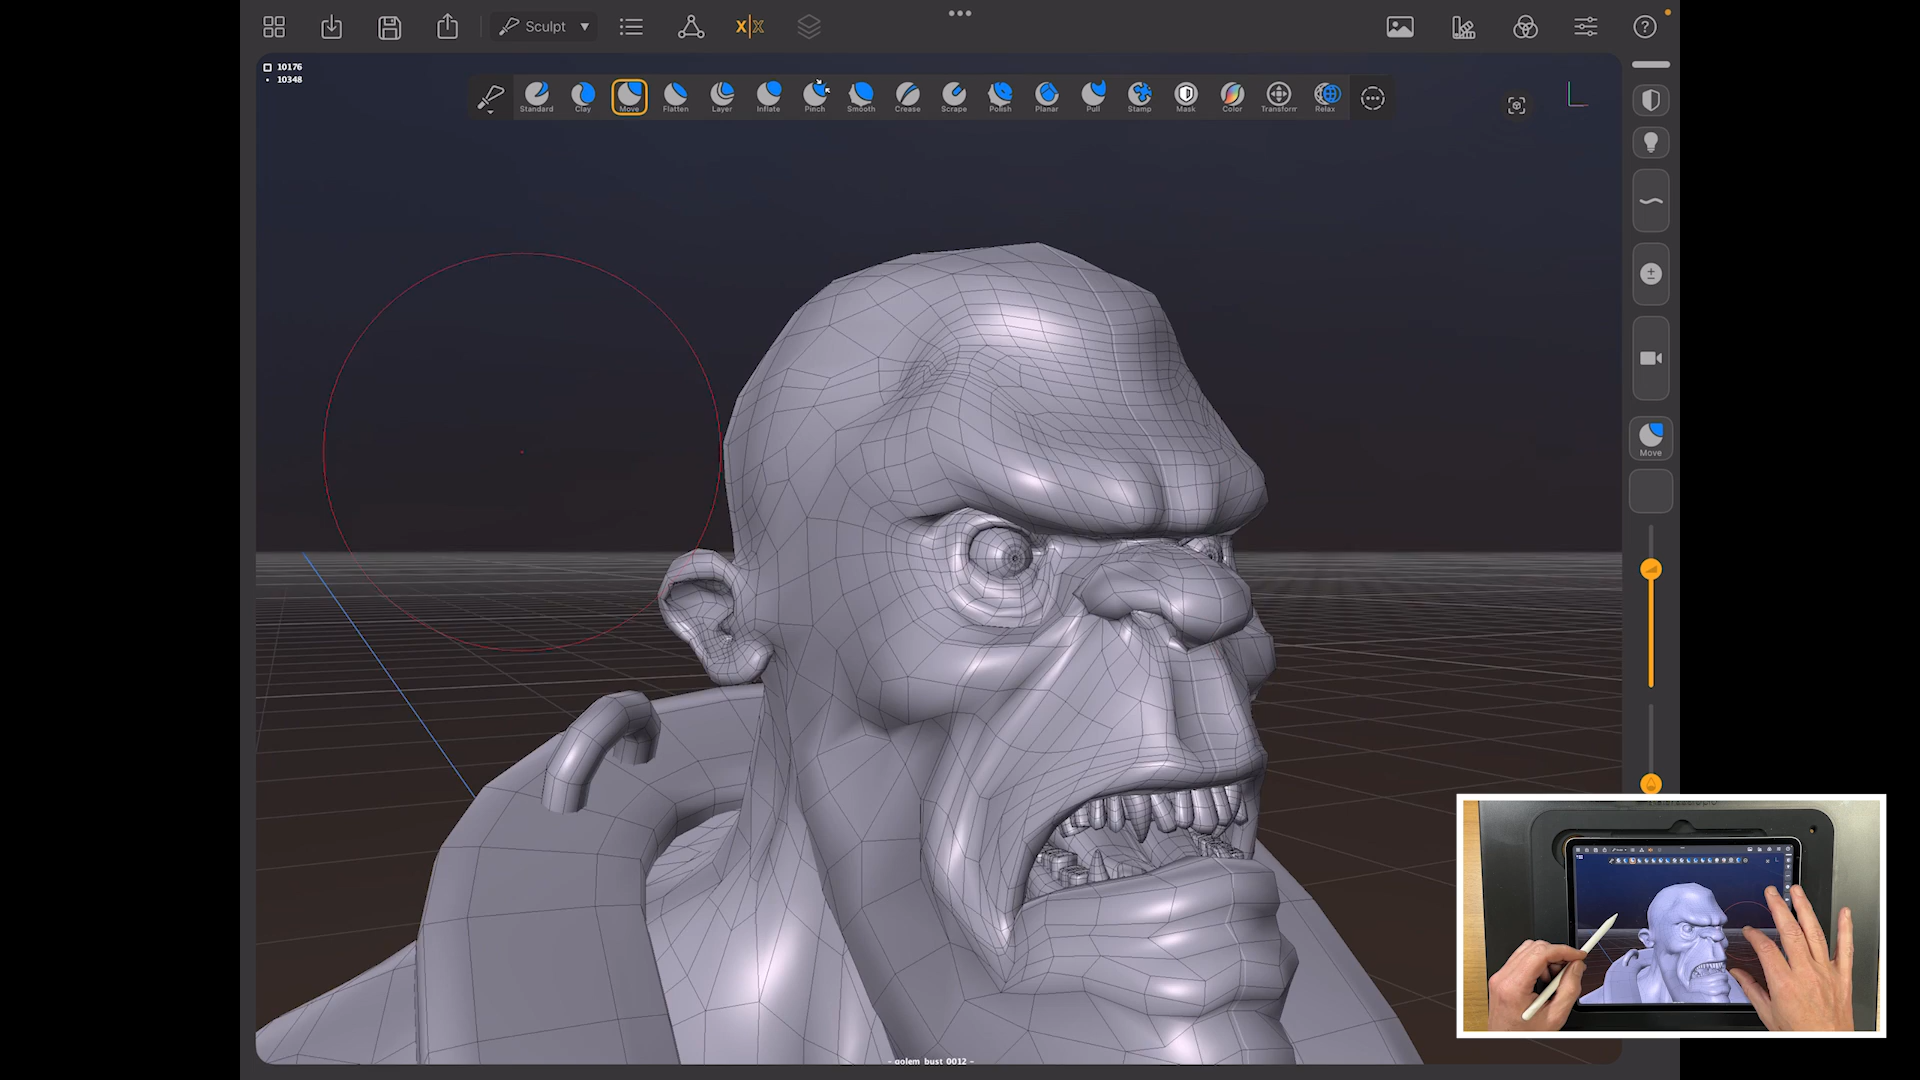 Sculpt
10176
10348
Standard
Clay
Move
Flatten
Layer
Inflate
Pinch
Smooth
Crease
Scrape
Polish
Planar
Pull
Stamp
Mask
Color
Transform
Relax
Move
- golem bust 0012 -